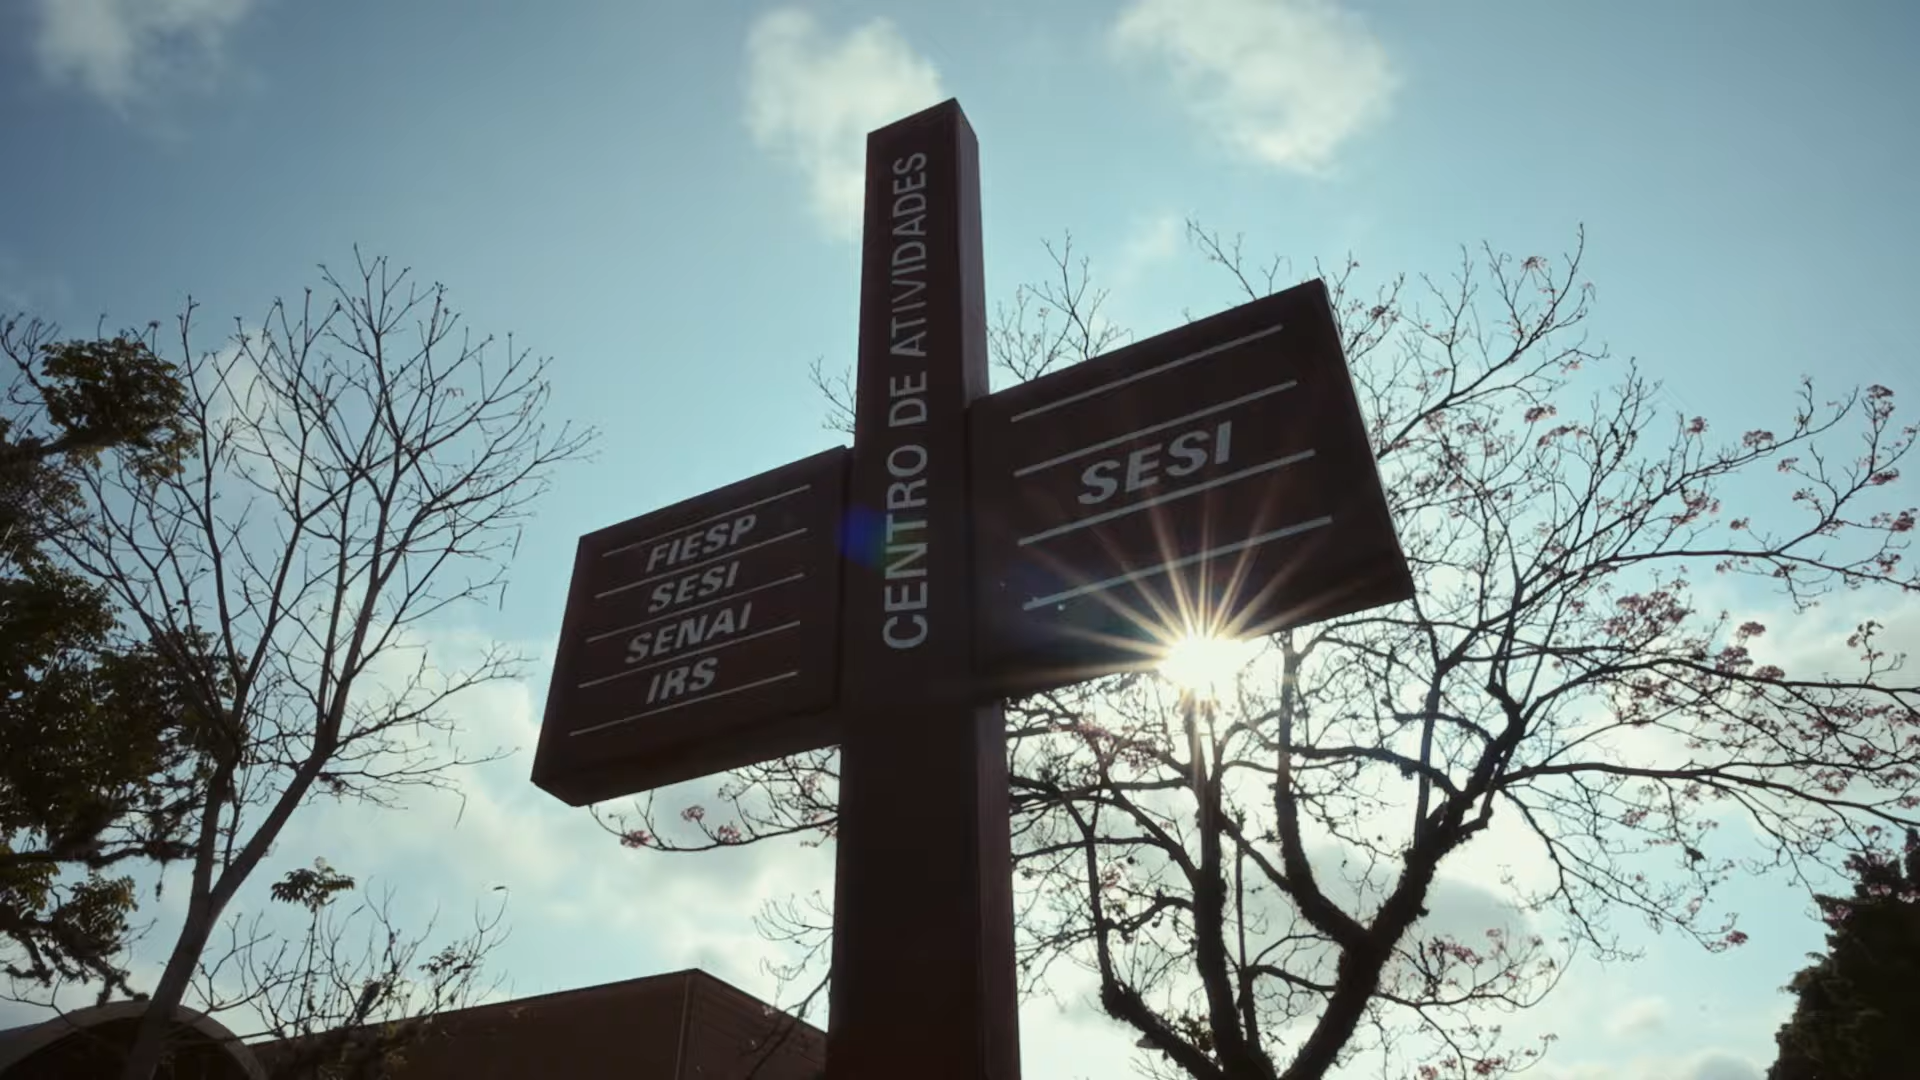 CENTRO DE ATIVIDADES
FIESP
SESI
SENAI
IRS
SESI